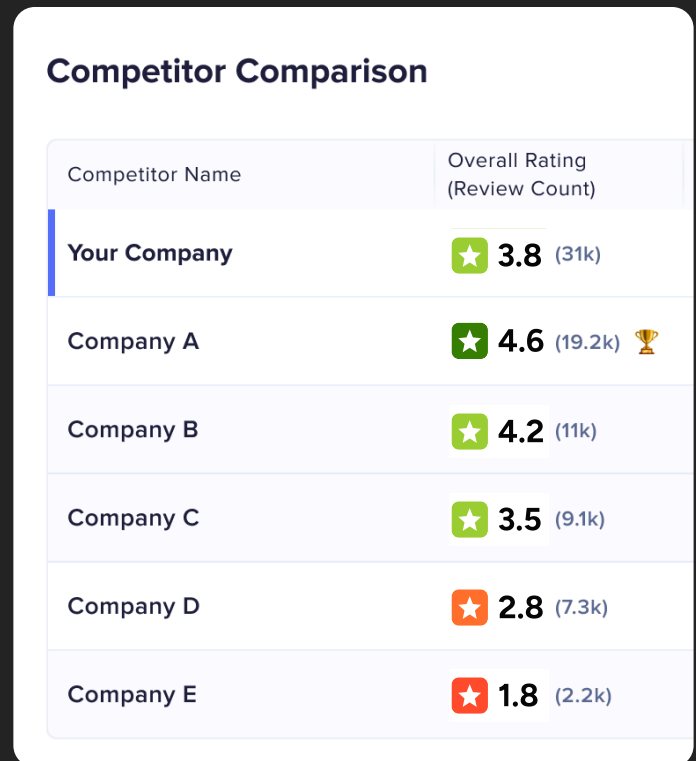 Competitor Comparison
Competitor Name
Overall Rating
(Review Count)
Your Company 3.8 (31k)
Company A 4.6 (19.2k)
Company B 4.2 (11k)
Company C 3.5 (9.1k)
Company D 2.8 (7.3k)
Company E 1.8 (2.2k)